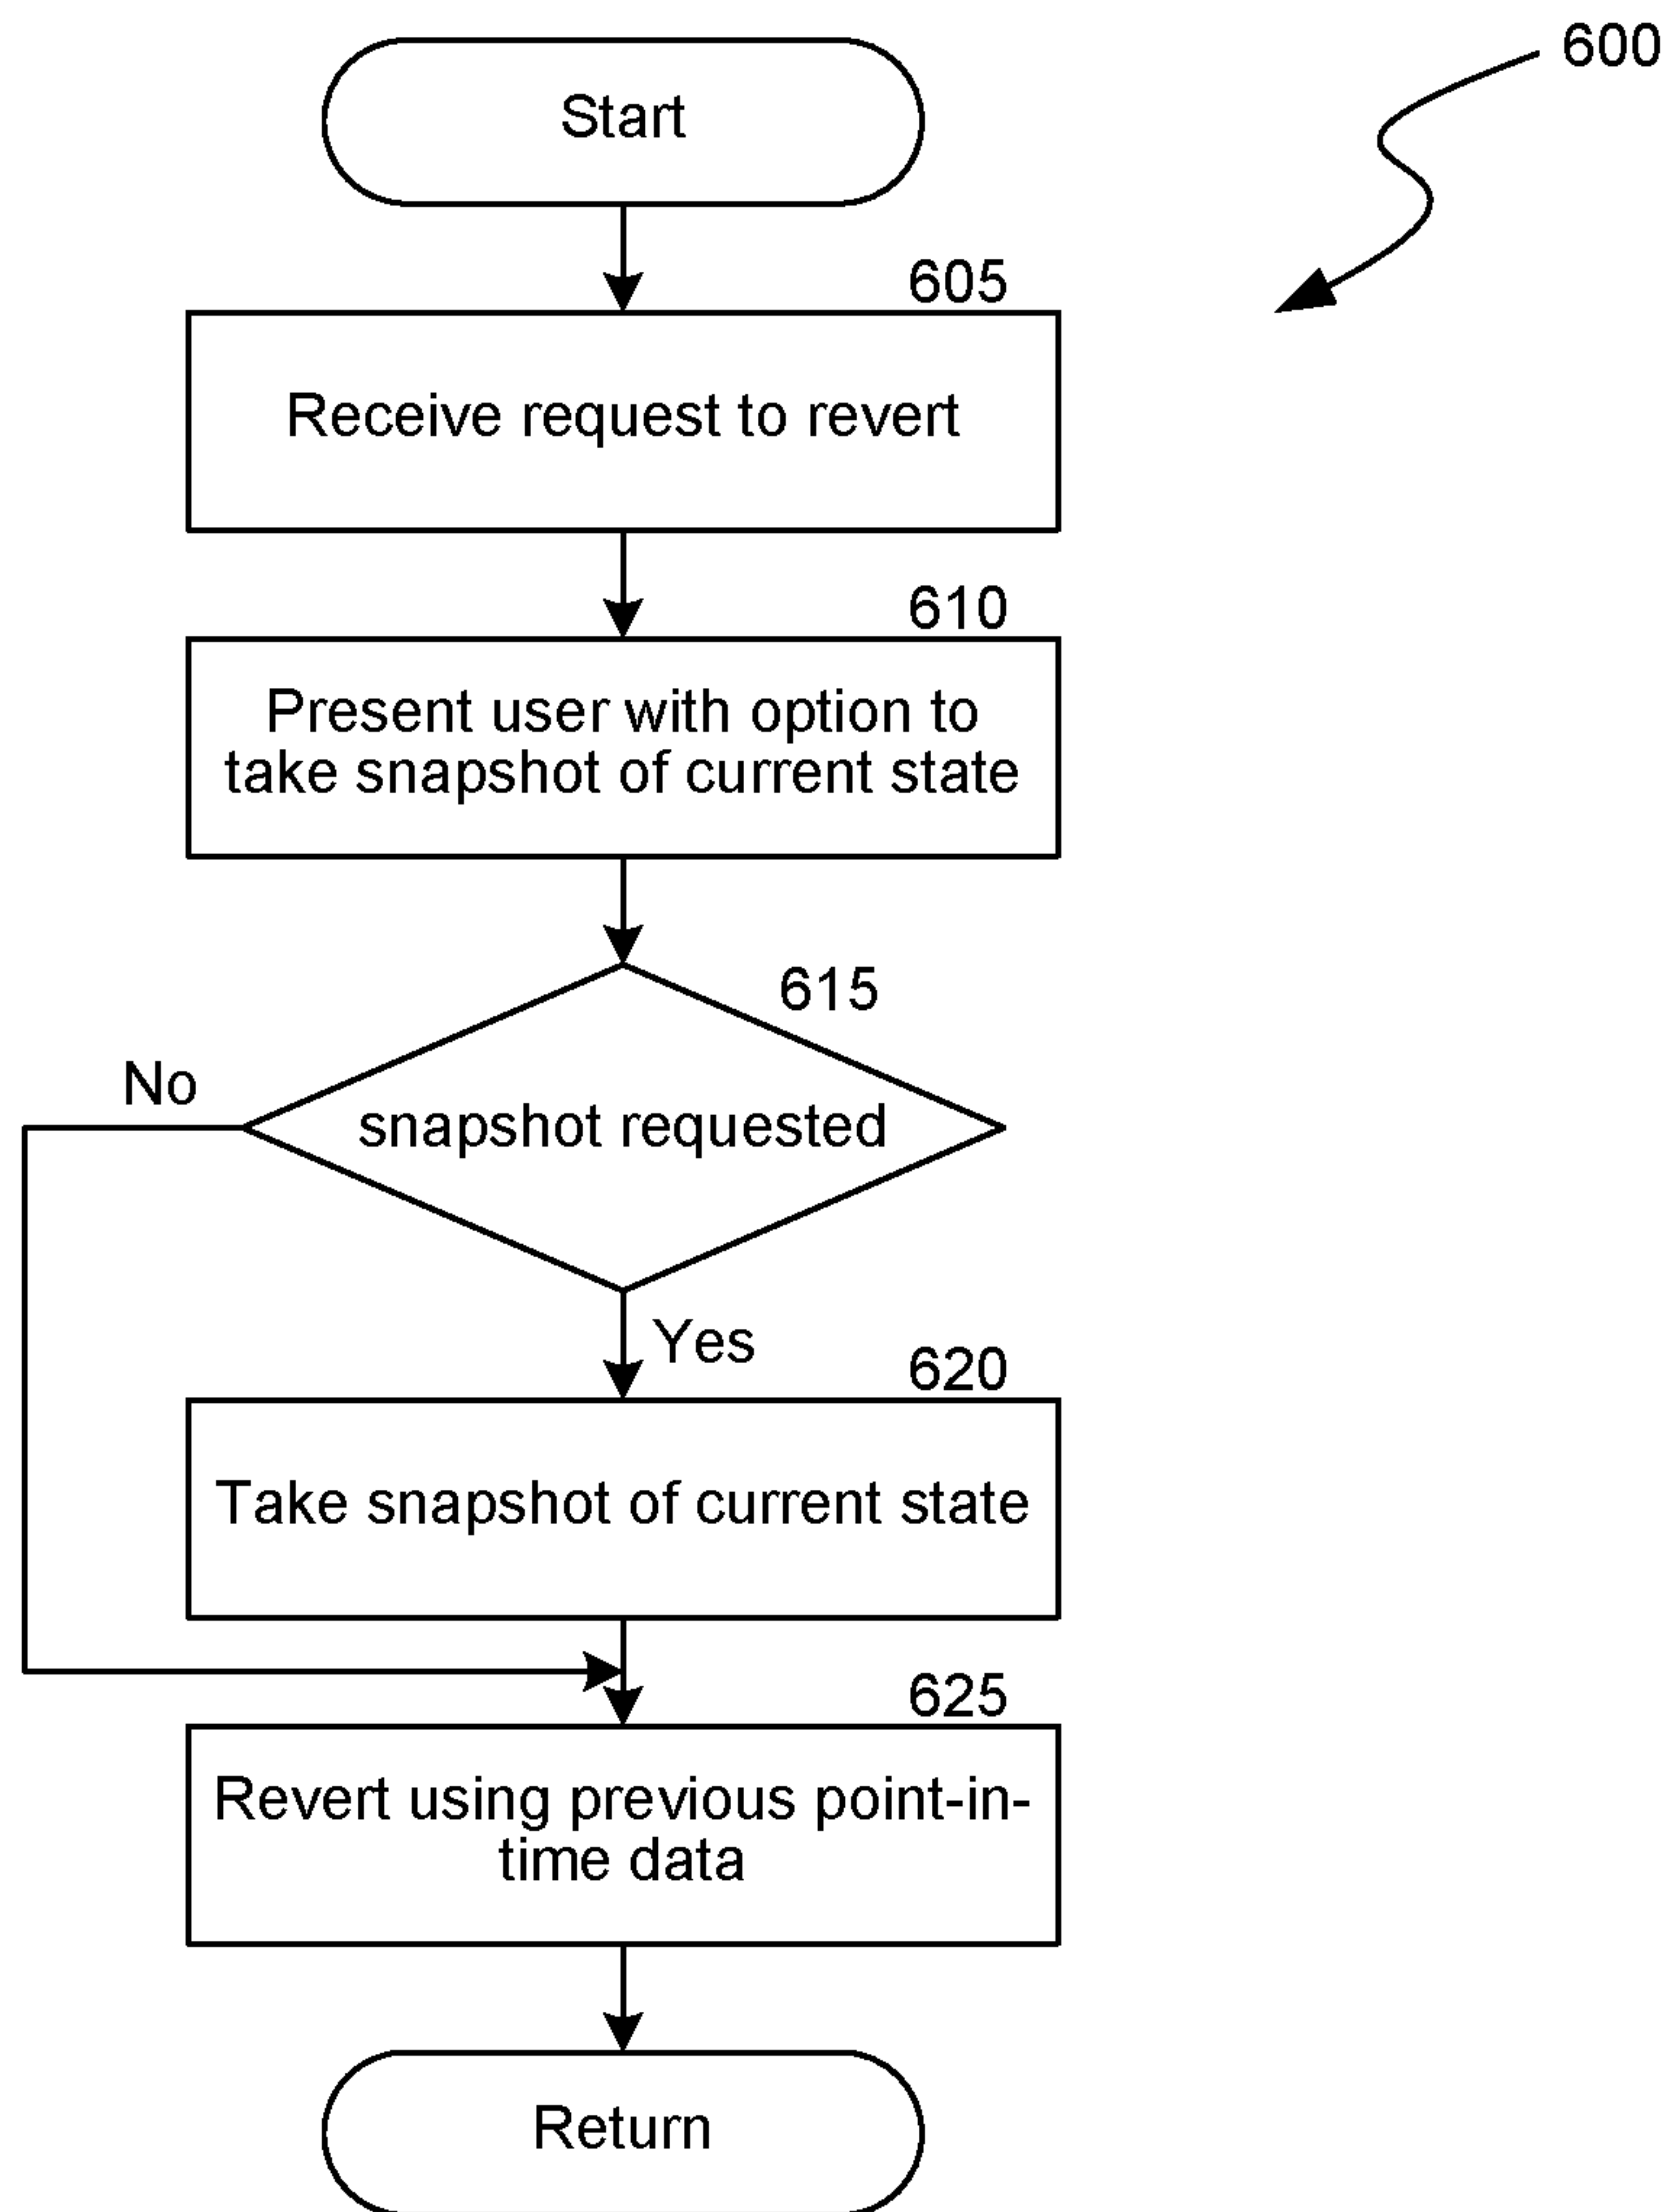 600
Start
605
Receive request to revert
610
Present user with option to
take snapshot of current state
615
No
snapshot requested
Yes
620
Take snapshot of current state
625
Revert using previous point-in-
time data
Return